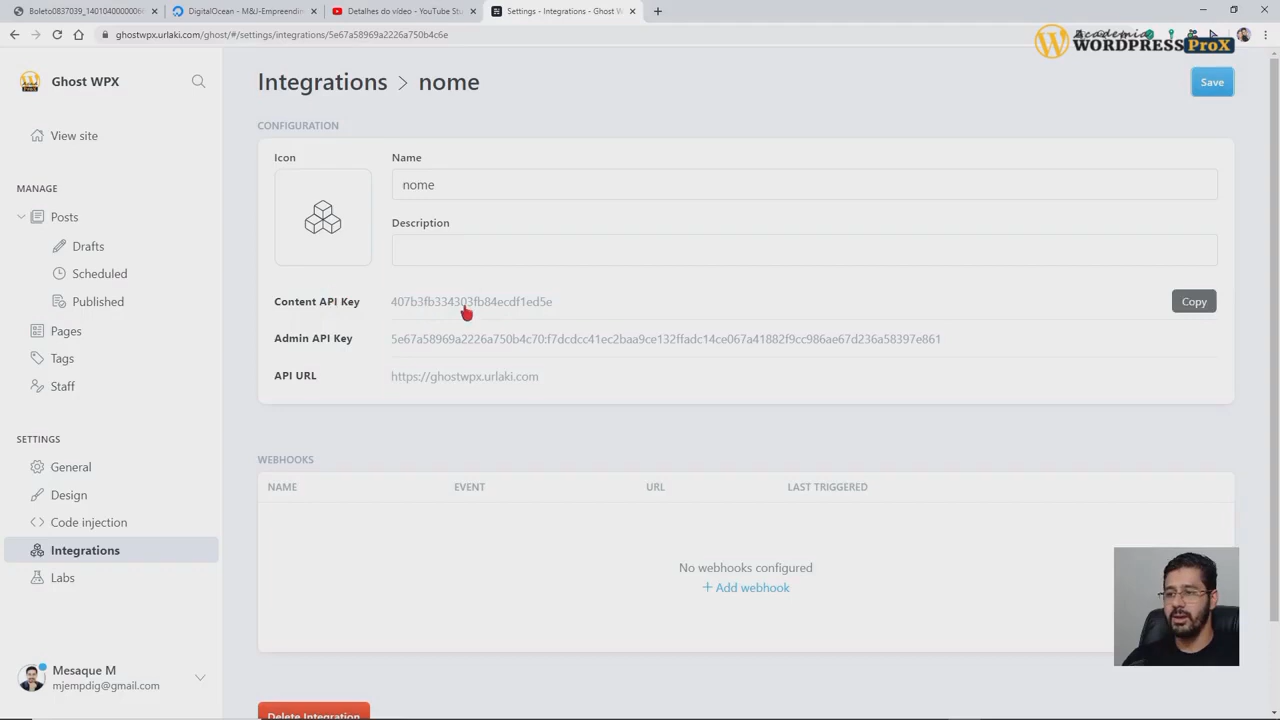 Boleto0837039_14010400000060
DigitalOcean - M&J-Empreendin
Detalhes do vídeo - YouTube Stu
Settings - Integrations - Ghost W
ghostwpx.urlaki.com/ghost/#/settings/integrations/5e67a58969a2226a750b4c6e
Academia
WORDPRESS ProX
Ghost WPX
View site
MANAGE
Posts
Drafts
Scheduled
Published
Pages
Tags
Staff
SETTINGS
General
Design
Code injection
Integrations
Labs
Mesaque M
mjempdig@gmail.com
Integrations > nome
Save
CONFIGURATION
Icon
Name
nome
Description
Content API Key 407b3fb334303fb84ecdf1ed5e Copy
Admin API Key 5e67a58969a2226a750b4c70:f7dcdcc41ec2baa9ce132ffadc14ce067a41882f9cc986ae67d236a58397e861
API URL https://ghostwpx.urlaki.com
WEBHOOKS
NAME EVENT URL LAST TRIGGERED
No webhooks configured
+ Add webhook
Delete Integration